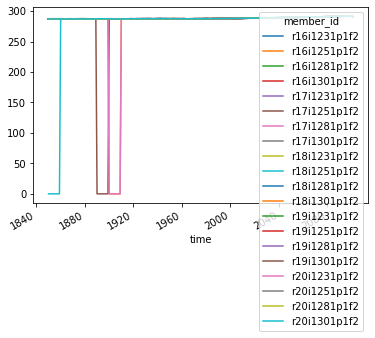 300
250
200
150
100
50
0
1840
1880
1920
1960
2000
time
member_id
r16i1231p1f2
r16i1251p1f2
r16i1281p1f2
r16i1301p1f2
r17i1231p1f2
r17i1251p1f2
r17i1281p1f2
r17i1301p1f2
r18i1231p1f2
r18i1251p1f2
r18i1281p1f2
r18i1301p1f2
r19i1231p1f2
r19i1251p1f2
r19i1281p1f2
r19i1301p1f2
r20i1231p1f2
r20i1251p1f2
r20i1281p1f2
r20i1301p1f2